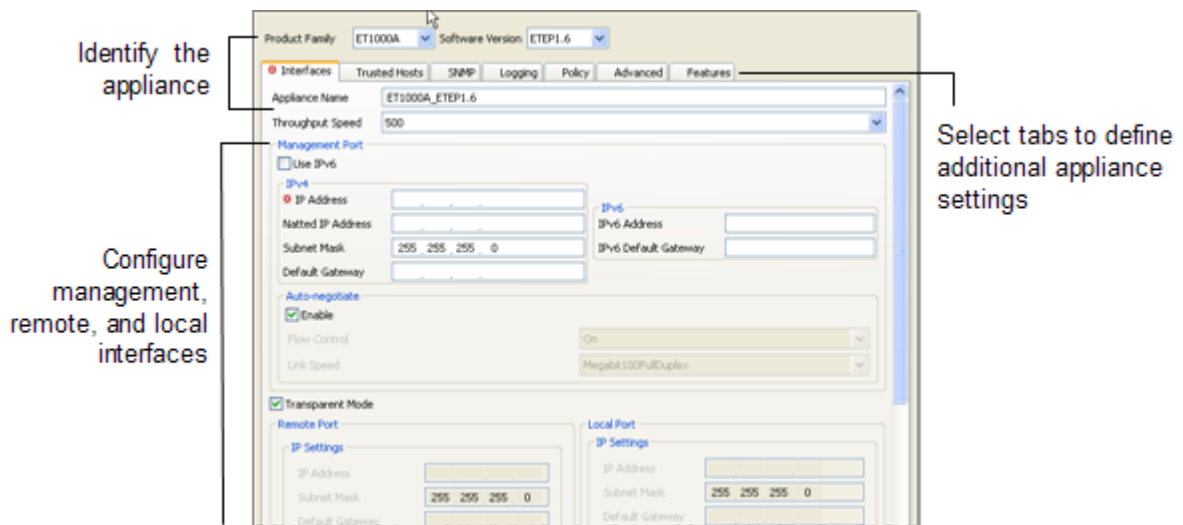 Identify the
appliance
Product Family ET1000A Software Version ETEP1.6
Interfaces Trusted Hosts SNMP Logging Policy Advanced Features
Appliance Name ET1000A_ETEP1.6
Throughput Speed 500
Select tabs to define
additional appliance
settings
Management Port
Use IPv6
IPv4
IP Address
Natted IP Address
Subnet Mask 255 . 255 . 255 . 0
Default Gateway
IPv6
IPv6 Address
IPv6 Default Gateway
Configure
management,
remote, and local
interfaces
Auto-negotiate
Enable
Flow Control On
Link Speed Megabit100FullDuplex
Transparent Mode
Remote Port
IP Settings
IP Address
Subnet Mask 255 255 255 0
Default Gateway
Local Port
IP Settings
IP Address
Subnet Mask 255 255 255 0
Default Gateway